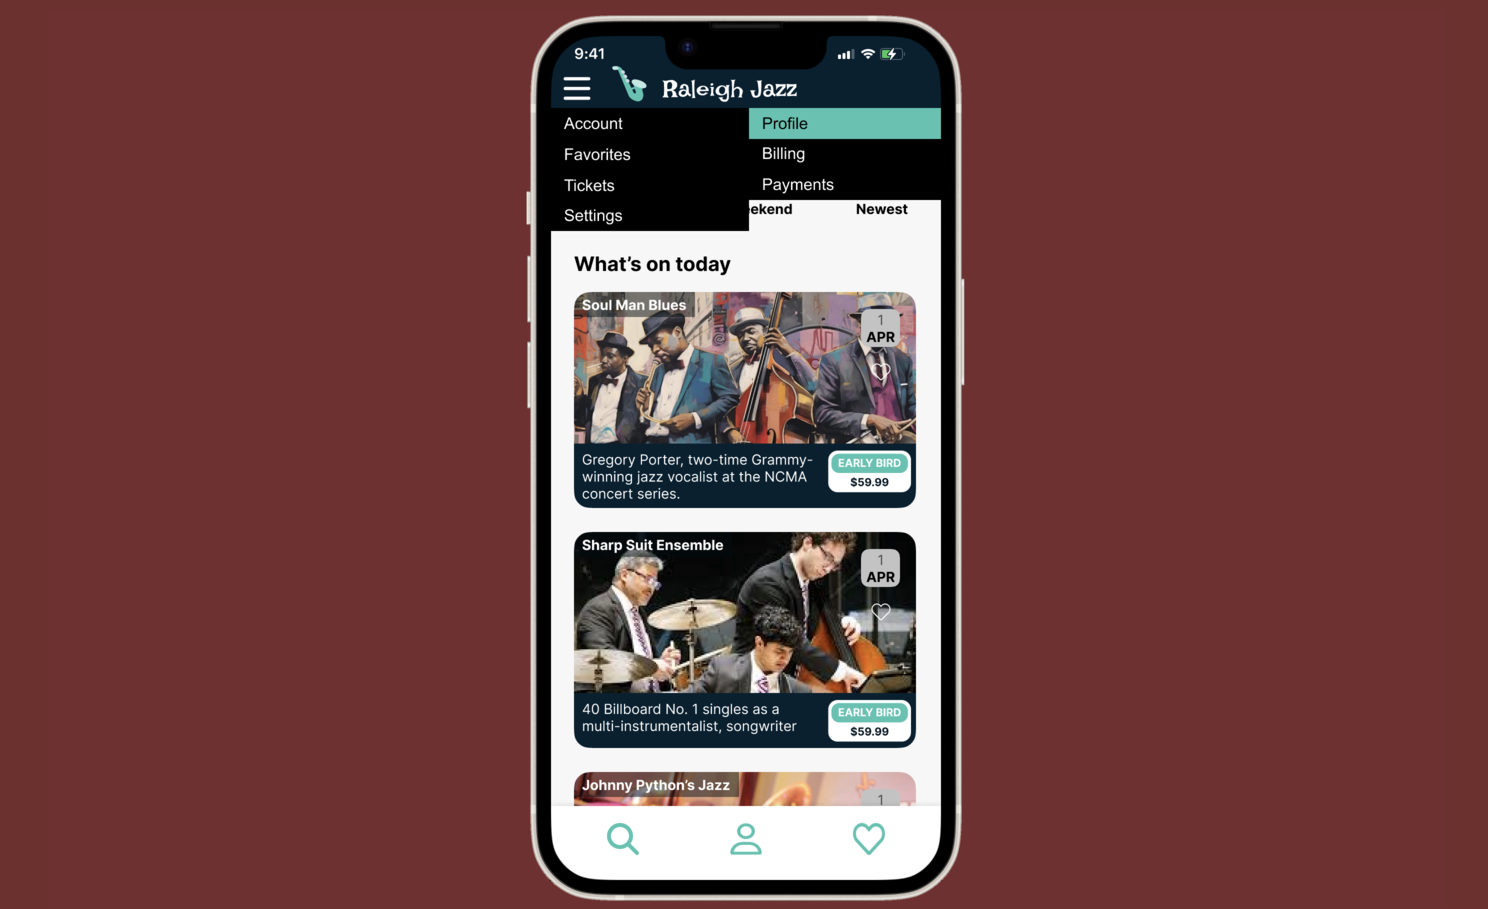 9:41
Raleigh Jazz
Account
Profile
Favorites
Billing
Tickets
Payments
Settings
ekend
Newest
What's on today
Soul Man Blues
1
APR
Gregory Porter, two-time Grammy-
winning jazz vocalist at the NCMA
concert series.
EARLY BIRD
$59.99
Sharp Suit Ensemble
1
APR
40 Billboard No. 1 singles as a
multi-instrumentalist, songwriter
EARLY BIRD
$59.99
Johnny Python's Jazz
1